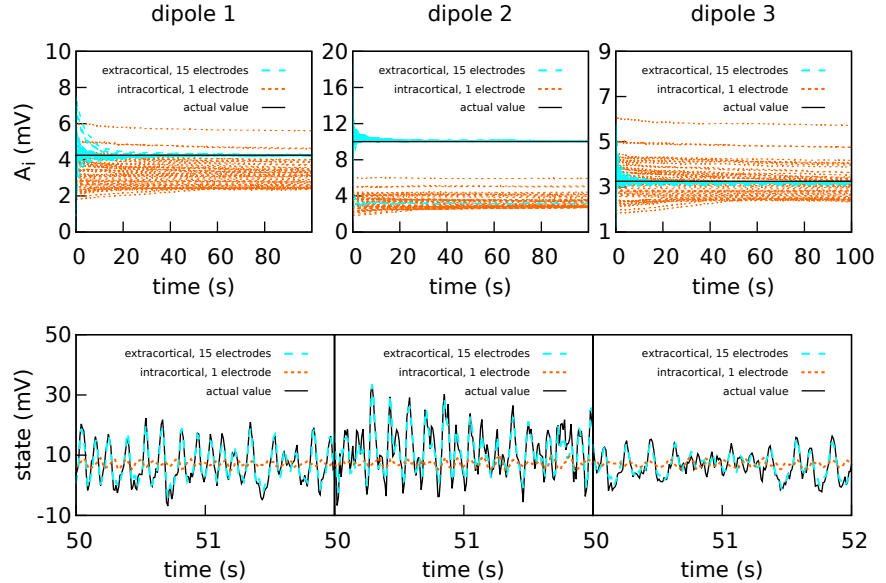 dipole 1 dipole 2 dipole 3
A_i (mV)
10
8
6
4
2
0
extracortical, 15 electrodes
intracortical, 1 electrode
actual value
0 20 40 60 80
time (s)
20
16
12
8
4
0
extracortical, 15 electrodes
intracortical, 1 electrode
actual value
0 20 40 60 80
time (s)
9
7
5
3
1
extracortical, 15 electrodes
intracortical, 1 electrode
actual value
0 20 40 60 80 100
time (s)
state (mV)
50
30
10
-10
extracortical, 15 electrodes
intracortical, 1 electrode
actual value
50 51
time (s)
extracortical, 15 electrodes
intracortical, 1 electrode
actual value
50 51
time (s)
extracortical, 15 electrodes
intracortical, 1 electrode
actual value
50 51 52
time (s)